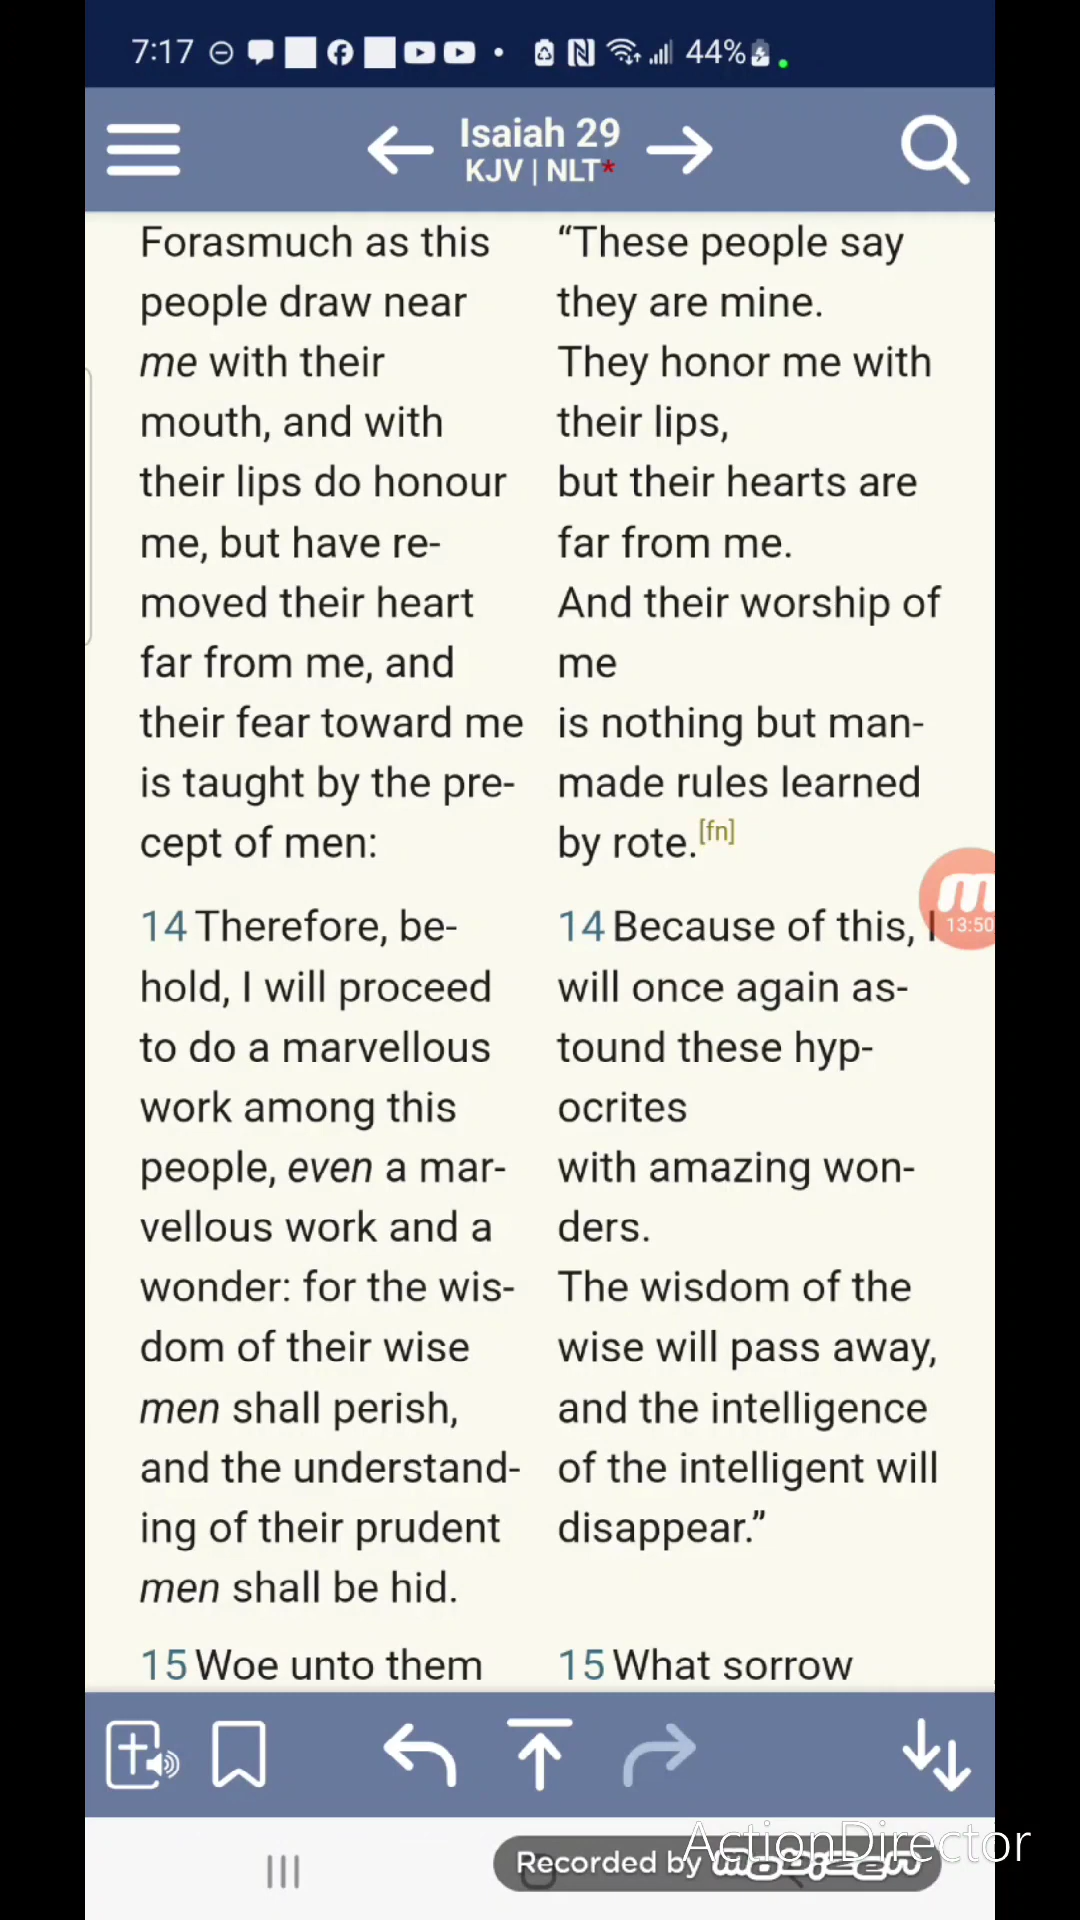 7:17
44%
Isaiah 29
KJV | NLT*
Forasmuch as this
people draw near
me with their
mouth, and with
their lips do honour
me, but have re-
moved their heart
far from me, and
their fear toward me
is taught by the pre-
cept of men:
14 Therefore, be-
hold, I will proceed
to do a marvellous
work among this
people, even a mar-
vellous work and a
wonder: for the wis-
dom of their wise
men shall perish,
and the understand-
ing of their prudent
men shall be hid.
15 Woe unto them
“These people say
they are mine.
They honor me with
their lips,
but their hearts are
far from me.
And their worship of
me
is nothing but man-
made rules learned
by rote.[fn]
14 Because of this, I
will once again as-
tound these hyp-
ocrites
with amazing won-
ders.
The wisdom of the
wise will pass away,
and the intelligence
of the intelligent will
disappear.”
15 What sorrow
13:50
ActionDirector
Recorded by mobizen